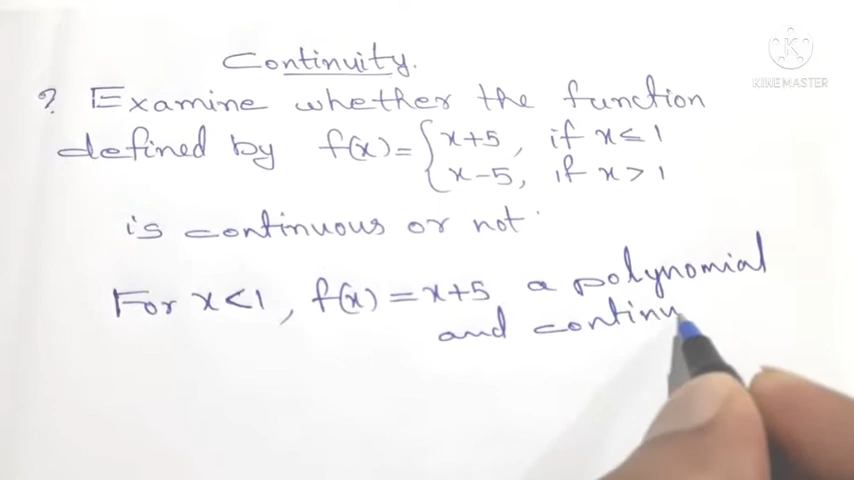 Continuity.
KINEMASTER
? Examine whether the function
defined by f(x) = { x+5, if x ≤ 1
x-5, if x > 1
is continuous or not.
For x < 1, f(x) = x+5 a polynomial
and continu